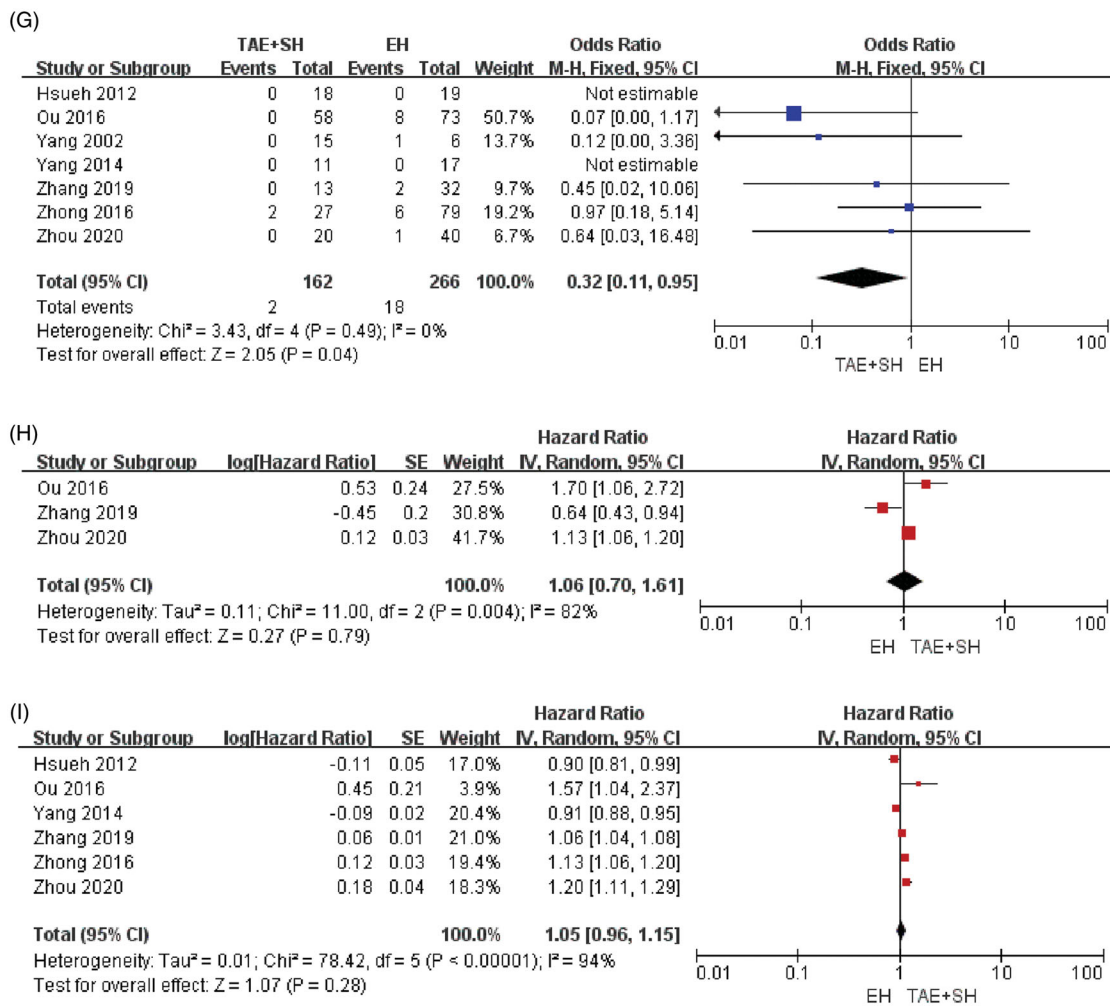 (G)
TAE+SH EH Odds Ratio Odds Ratio
Study or Subgroup Events Total Events Total Weight M-H, Fixed, 95% CI M-H, Fixed, 95% CI
Hsueh 2012 0 18 0 19 Not estimable
Ou 2016 0 58 8 73 50.7% 0.07 [0.00, 1.17]
Yang 2002 0 15 1 6 13.7% 0.12 [0.00, 3.36]
Yang 2014 0 11 0 17 Not estimable
Zhang 2019 0 13 2 32 9.7% 0.45 [0.02, 10.06]
Zhong 2016 2 27 6 79 19.2% 0.97 [0.18, 5.14]
Zhou 2020 0 20 1 40 6.7% 0.64 [0.03, 16.48]
Total (95% CI) 162 266 100.0% 0.32 [0.11, 0.95]
Total events 2 18
Heterogeneity: Chi² = 3.43, df = 4 (P = 0.49); I² = 0%
Test for overall effect: Z = 2.05 (P = 0.04)
0.01 0.1 1 10 100
TAE+SH EH
(H)
Hazard Ratio Hazard Ratio
Study or Subgroup log[Hazard Ratio] SE Weight IV, Random, 95% CI IV, Random, 95% CI
Ou 2016 0.53 0.24 27.5% 1.70 [1.06, 2.72]
Zhang 2019 -0.45 0.2 30.8% 0.64 [0.43, 0.94]
Zhou 2020 0.12 0.03 41.7% 1.13 [1.06, 1.20]
Total (95% CI) 100.0% 1.06 [0.70, 1.61]
Heterogeneity: Tau² = 0.11; Chi² = 11.00, df = 2 (P = 0.004); I² = 82%
Test for overall effect: Z = 0.27 (P = 0.79)
0.01 0.1 1 10 100
EH TAE+SH
(I)
Hazard Ratio Hazard Ratio
Study or Subgroup log[Hazard Ratio] SE Weight IV, Random, 95% CI IV, Random, 95% CI
Hsueh 2012 -0.11 0.05 17.0% 0.90 [0.81, 0.99]
Ou 2016 0.45 0.21 3.9% 1.57 [1.04, 2.37]
Yang 2014 -0.09 0.02 20.4% 0.91 [0.88, 0.95]
Zhang 2019 0.06 0.01 21.0% 1.06 [1.04, 1.08]
Zhong 2016 0.12 0.03 19.4% 1.13 [1.06, 1.20]
Zhou 2020 0.18 0.04 18.3% 1.20 [1.11, 1.29]
Total (95% CI) 100.0% 1.05 [0.96, 1.15]
Heterogeneity: Tau² = 0.01; Chi² = 78.42, df = 5 (P < 0.00001); I² = 94%
Test for overall effect: Z = 1.07 (P = 0.28)
0.01 0.1 1 10 100
EH TAE+SH